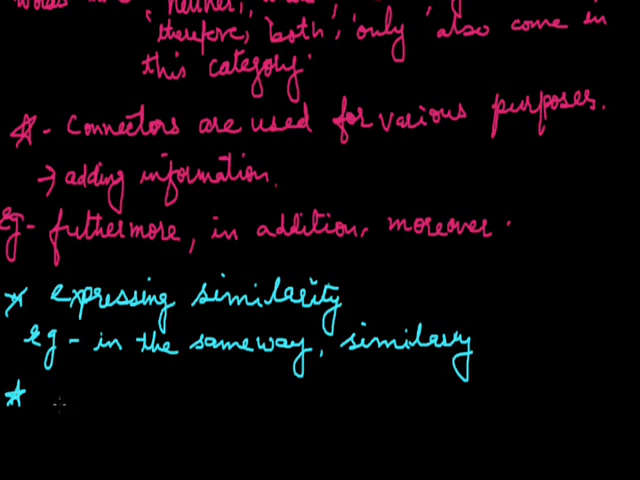 'therefore, both', 'only' also come in
this category.
☆ - Connectors are used for various purposes.
→ adding information.
Eg - futhermore, in addition, moreover.
☆ expressing similarity
Eg - in the sameway, similarly
☆